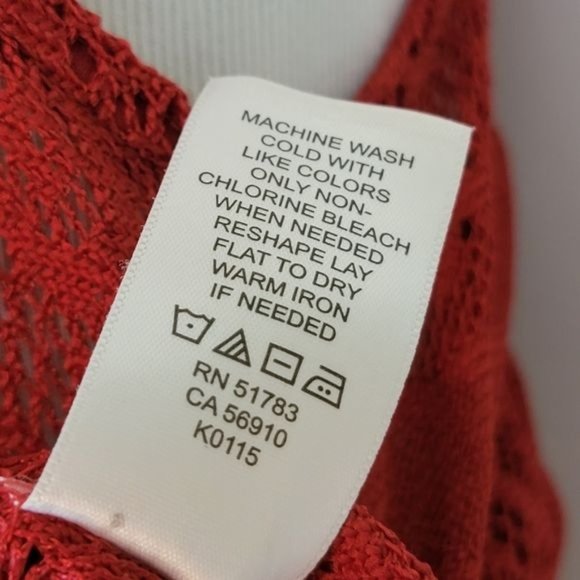 MACHINE WASH
COLD WITH
LIKE COLORS
ONLY NON-
CHLORINE BLEACH
WHEN NEEDED
RESHAPE LAY
FLAT TO DRY
WARM IRON
IF NEEDED
RN 51783
CA 56910
K0115